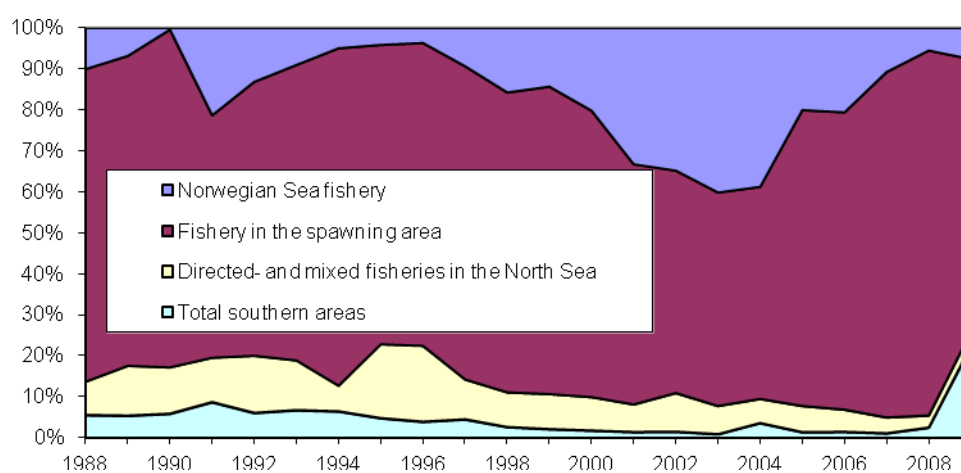 100%
90%
80%
70%
60%
50%
40%
30%
20%
10%
0%
Norwegian Sea fishery
Fishery in the spawning area
Directed- and mixed fisheries in the North Sea
Total southern areas
1988 1990 1992 1994 1996 1998 2000 2002 2004 2006 2008